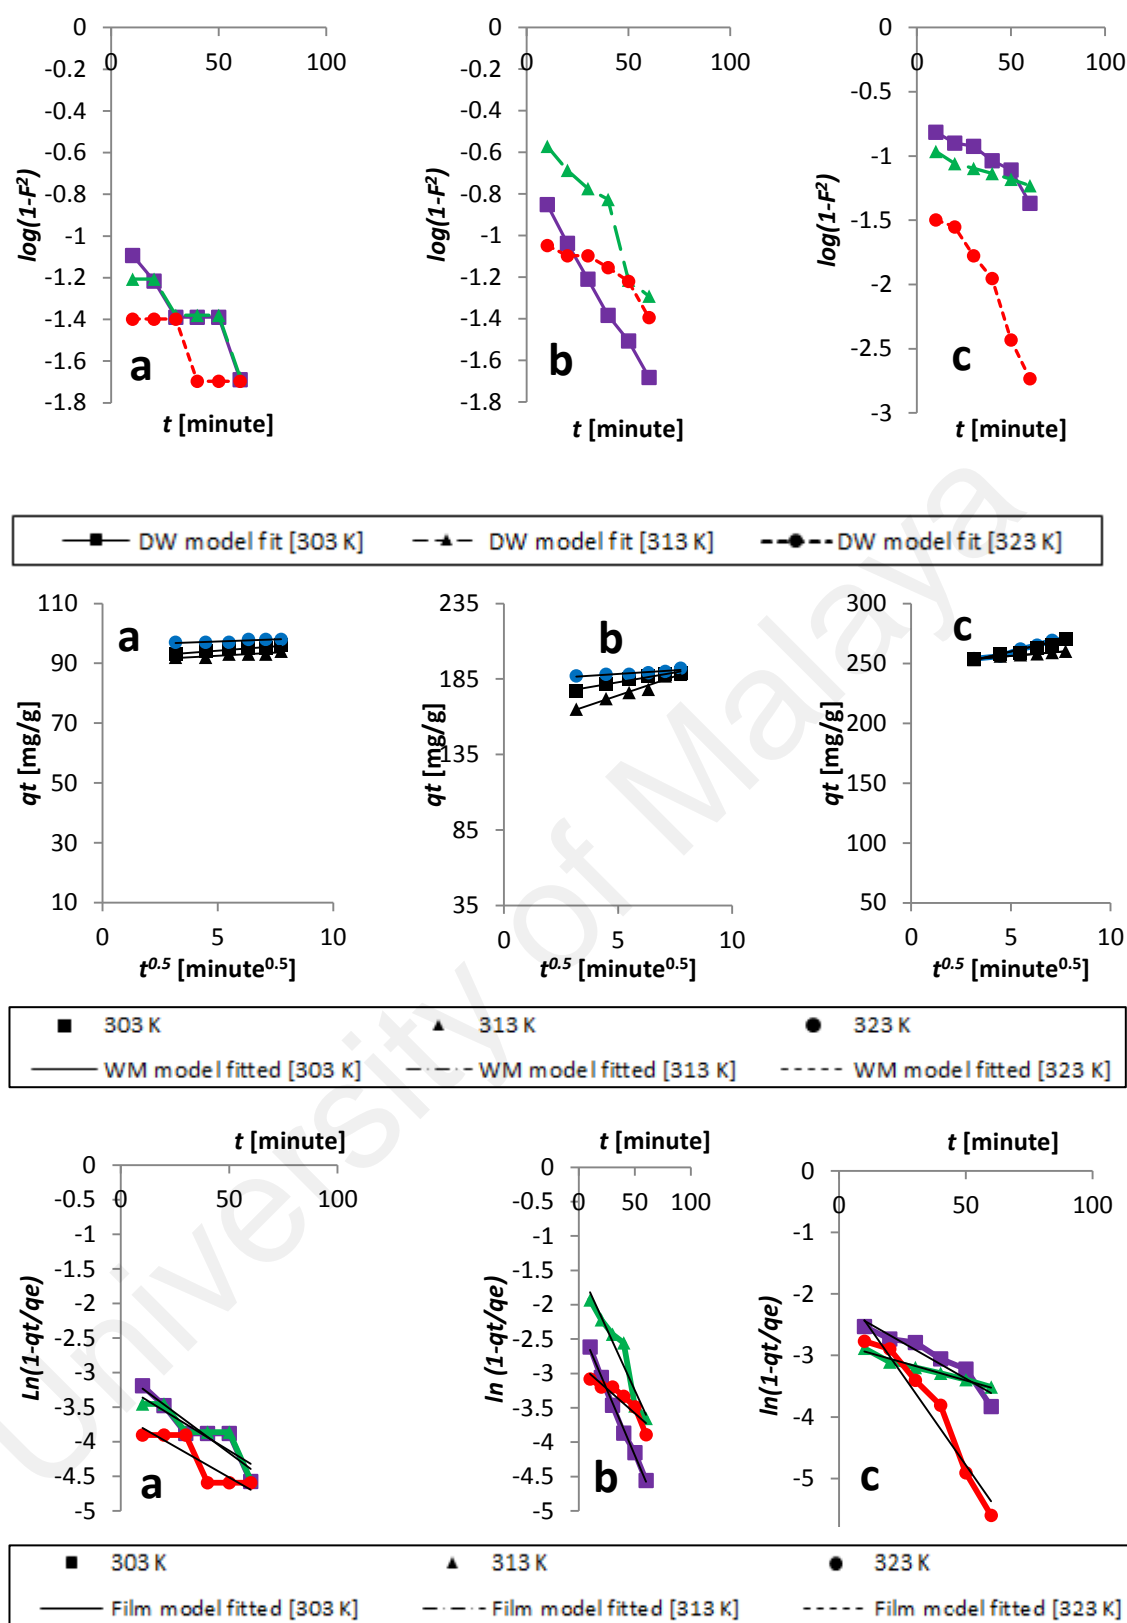 0
-0.2
-0.4
-0.6
-0.8
-1
-1.2
-1.4
-1.6
-1.8
0 50 100
log(1-F²)
a
t [minute]
0
-0.2
-0.4
-0.6
-0.8
-1
-1.2
-1.4
-1.6
-1.8
0 50 100
log(1-F²)
b
t [minute]
0
-0.5
-1
-1.5
-2
-2.5
-3
0 50 100
log(1-F²)
c
t [minute]
DW model fit [303 K] DW model fit [313 K] DW model fit [323 K]
110
90
70
50
30
10
0 5 10
qt [mg/g]
a
t^0.5 [minute^0.5]
235
185
135
85
35
0 5 10
qt [mg/g]
b
t^0.5 [minute^0.5]
300
250
200
150
100
50
0 5 10
qt [mg/g]
c
t^0.5 [minute^0.5]
303 K 313 K 323 K
WM model fitted [303 K] WM model fitted [313 K] WM model fitted [323 K]
t [minute]
0
-0.5
-1
-1.5
-2
-2.5
-3
-3.5
-4
-4.5
-5
0 50 100
Ln(1-qt/qe)
a
t [minute]
0
-0.5
-1
-1.5
-2
-2.5
-3
-3.5
-4
-4.5
-5
0 50 100
ln (1-qt/qe)
b
t [minute]
0
-1
-2
-3
-4
-5
0 50 100
ln(1-qt/qe)
c
303 K 313 K 323 K
Film model fitted [303 K] Film model fitted [313 K] Film model fitted [323 K]
University of Malaya